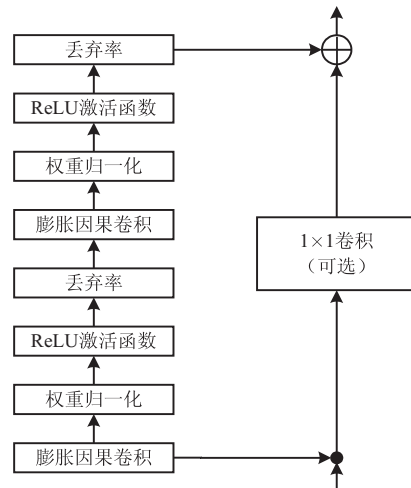 丢弃率
ReLU激活函数
权重归一化
膨胀因果卷积
丢弃率
ReLU激活函数
权重归一化
膨胀因果卷积
1×1卷积
（可选）